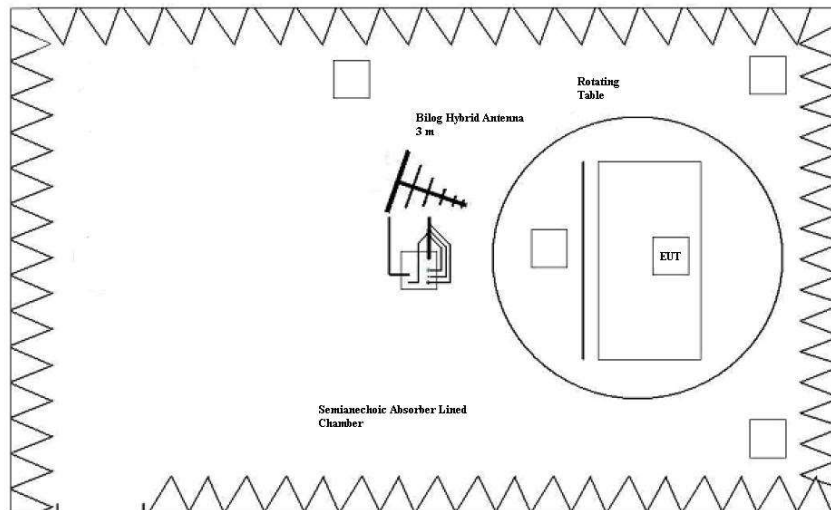 Rotating
Table
Bilog Hybrid Antenna
3 m
EUT
Semianechoic Absorber Lined
Chamber